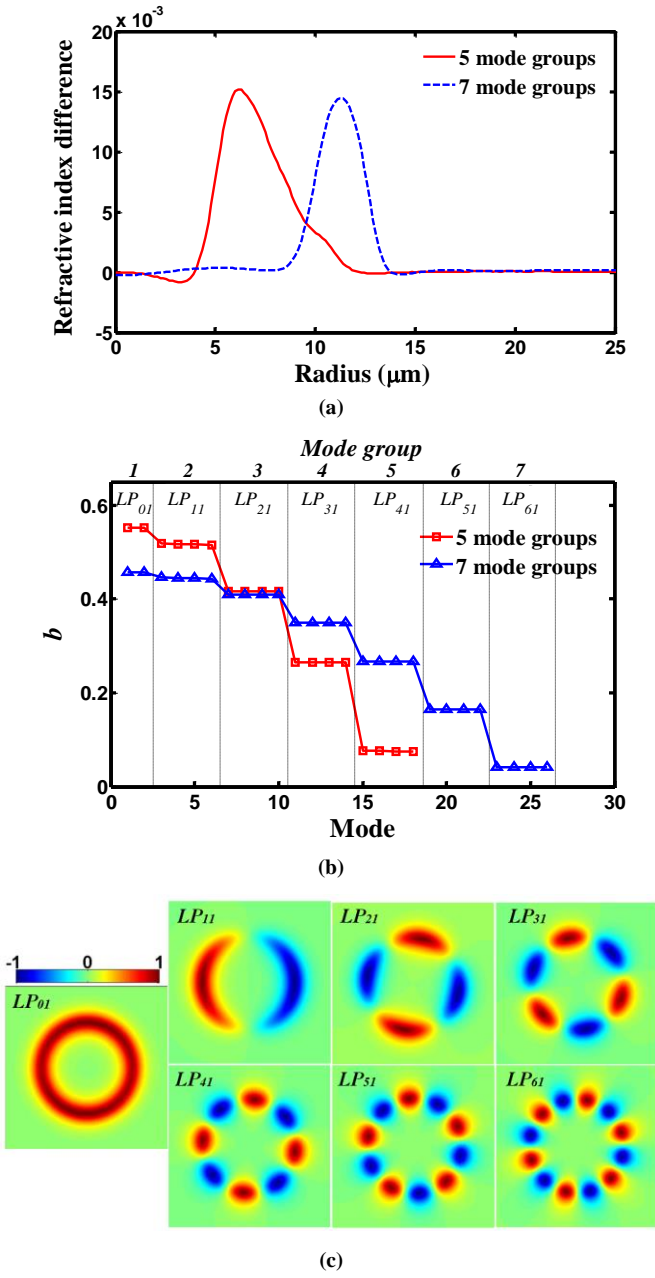 x 10-3
20
15
10
5
0
-5
Refractive index difference
5 mode groups
7 mode groups
0 5 10 15 20 25
Radius (μm)
(a)
Mode group
1 2 3 4 5 6 7
LP01 LP11 LP21 LP31 LP41 LP51 LP61
0.6
0.4
0.2
0
b
5 mode groups
7 mode groups
0 5 10 15 20 25 30
Mode
(b)
-1 0 1
LP01
LP11
LP21
LP31
LP41
LP51
LP61
(c)